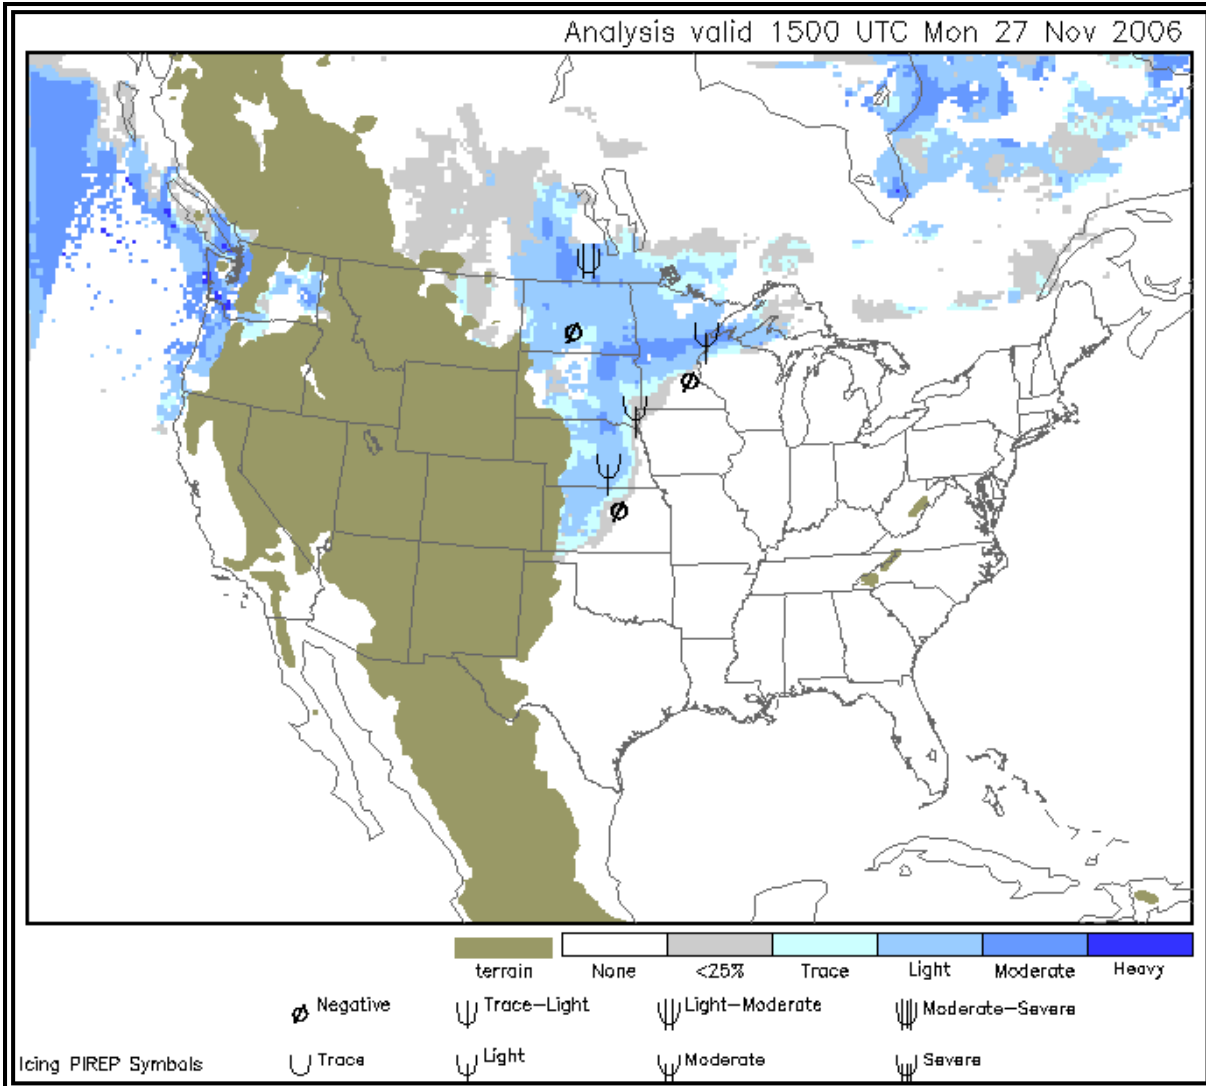 Analysis valid 1500 UTC Mon 27 Nov 2006
terrain None <25% Trace Light Moderate Heavy
Negative Trace-Light Light-Moderate Moderate-Severe
Icing PIREP Symbols Trace Light Moderate Severe